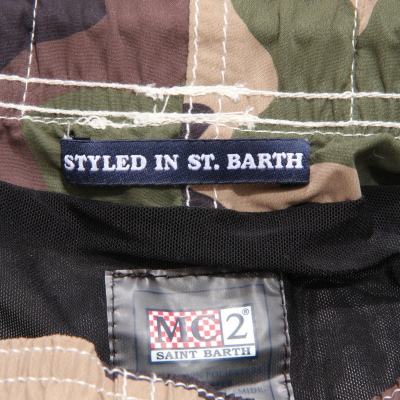 STYLED IN ST. BARTH
MC2®
SAINT BARTH